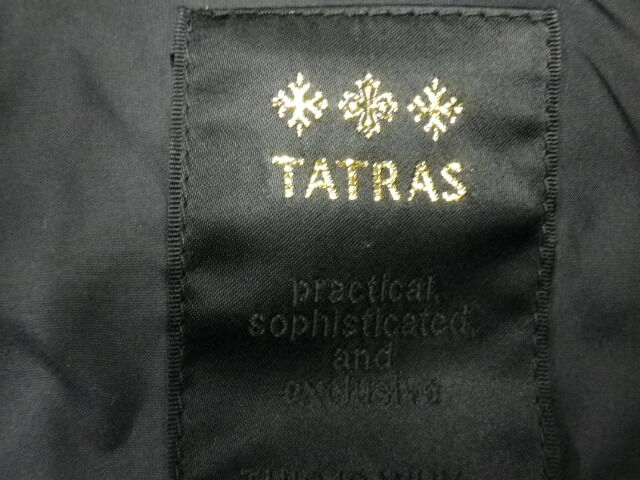 TATRAS
practical,
sophisticated,
and
exclusive